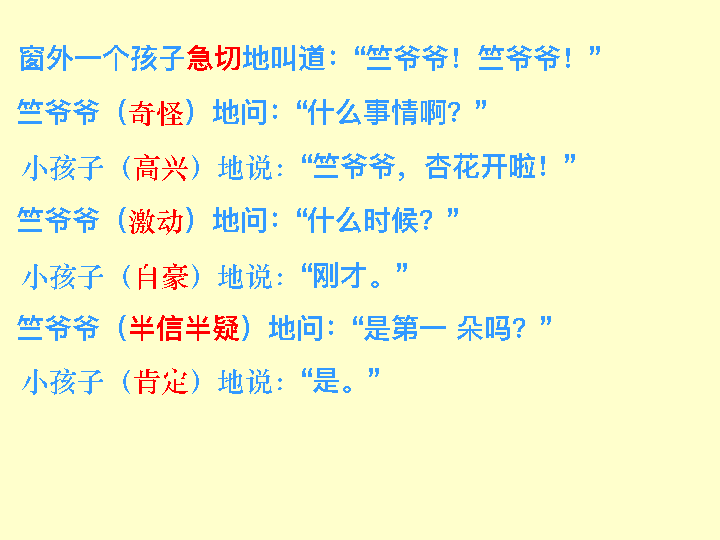 窗外一个孩子急切地叫道：“竺爷爷！竺爷爷！”
竺爷爷（奇怪）地问：“什么事情啊？”
小孩子（高兴）地说：“竺爷爷，杏花开啦！”
竺爷爷（激动）地问：“什么时候？”
小孩子（自豪）地说：“刚才。”
竺爷爷（半信半疑）地问：“是第一 朵吗？”
小孩子（肯定）地说：“是。”